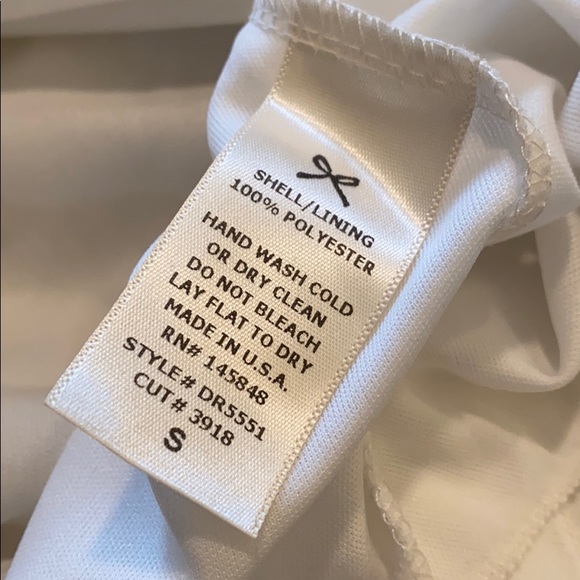 SHELL/LINING
100% POLYESTER
HAND WASH COLD
OR DRY CLEAN
DO NOT BLEACH
LAY FLAT TO DRY
MADE IN U.S.A.
RN# 145848
STYLE# DR5551
CUT# 3918
S